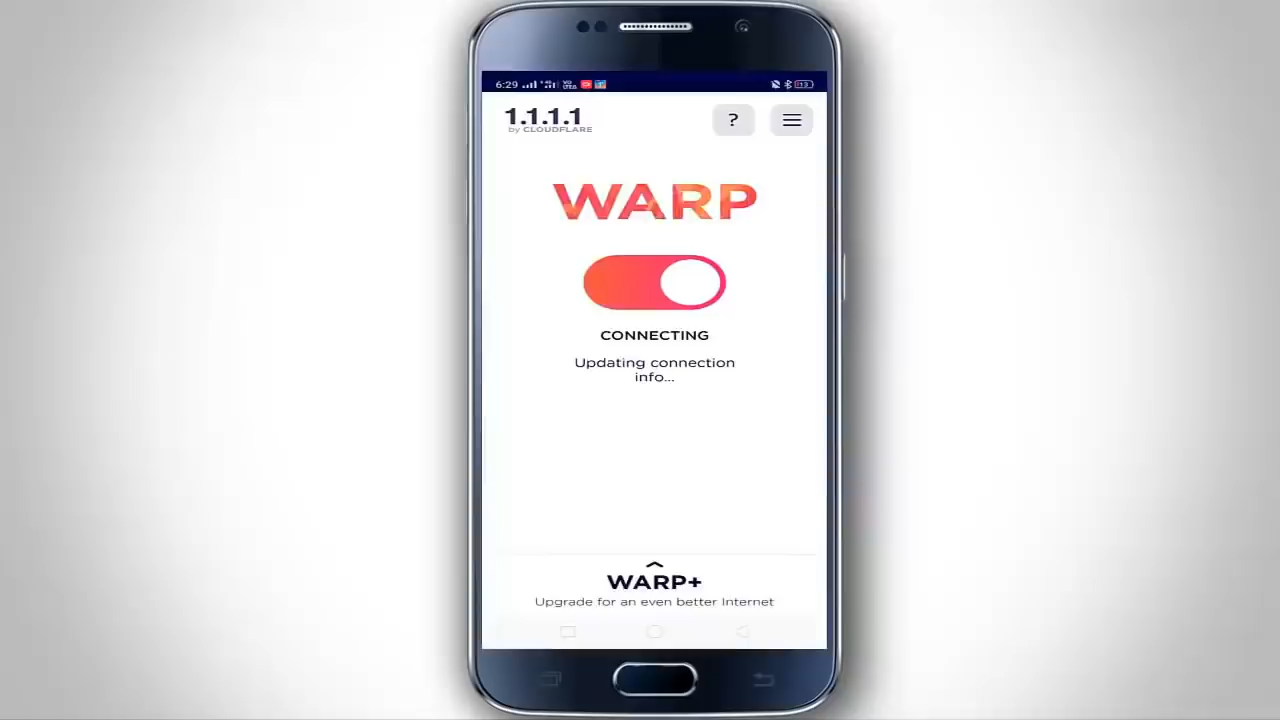 6:29
1.1.1.1
by CLOUDFLARE
?
WARP
CONNECTING
Updating connection
info...
WARP+
Upgrade for an even better Internet